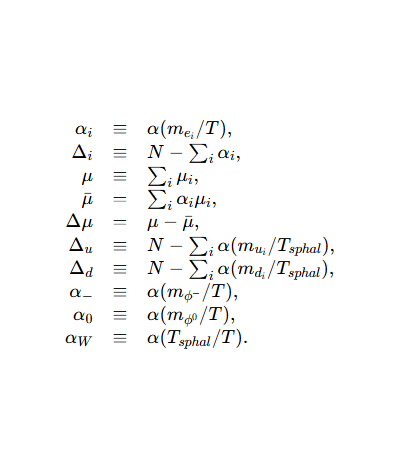 α_i ≡ α(m_{e_i}/T),
Δ_i ≡ N − ∑_i α_i,
μ ≡ ∑_i μ_i,
μ̄ = ∑_i α_i μ_i,
Δμ = μ − μ̄,
Δ_u ≡ N − ∑_i α(m_{u_i}/T_{sphal}),
Δ_d ≡ N − ∑_i α(m_{d_i}/T_{sphal}),
α_− ≡ α(m_{ϕ^−}/T),
α_0 ≡ α(m_{ϕ^0}/T),
α_W ≡ α(T_{sphal}/T).